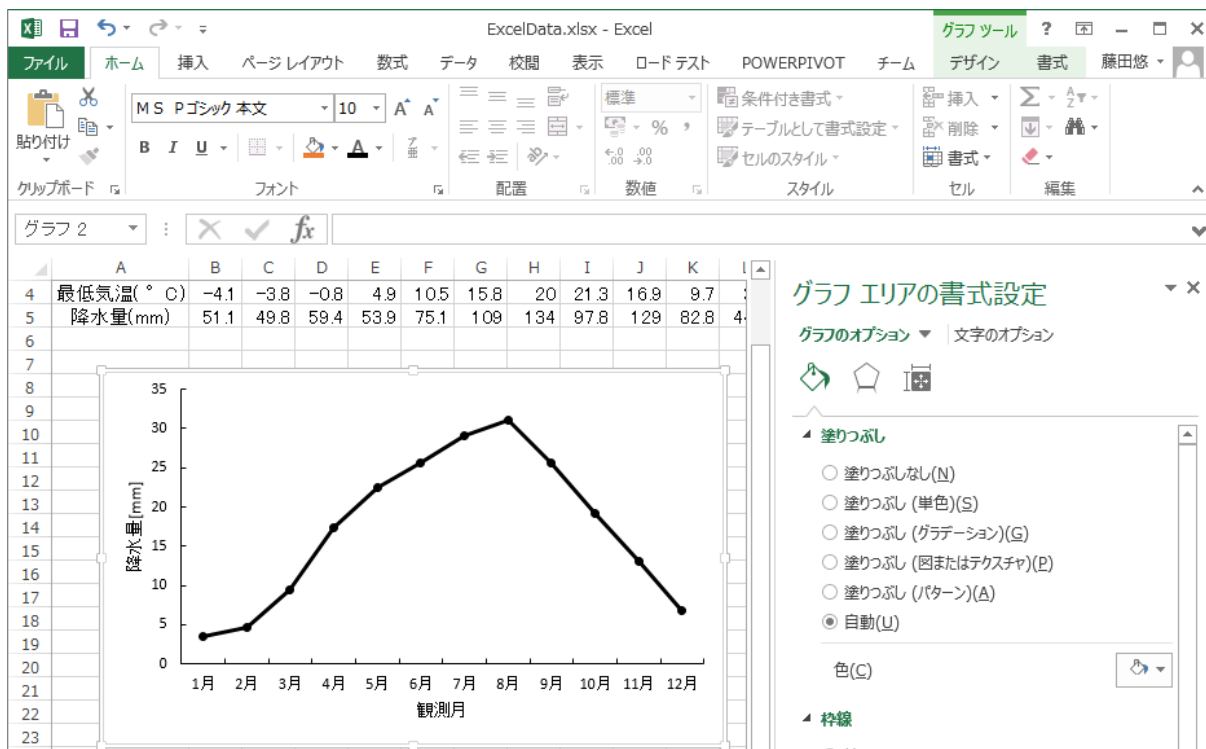 ExcelData.xlsx - Excel
グラフ ツール
?
ファイル ホーム 挿入 ページ レイアウト 数式 データ 校閲 表示 ロード テスト POWERPIVOT チーム デザイン 書式 藤田悠
貼り付け
MS Pゴシック 本文 10 A A
B I U A 亜
標準
% ,
条件付き書式
テーブルとして書式設定
セルのスタイル
挿入
削除
書式
Σ
クリップボード フォント 配置 数値 スタイル セル 編集
グラフ 2 fx
A B C D E F G H I J K L
4 最低気温(° C) -4.1 -3.8 -0.8 4.9 10.5 15.8 20 21.3 16.9 9.7
5 降水量(mm) 51.1 49.8 59.4 53.9 75.1 109 134 97.8 129 82.8
6
7
8
9
10
11
12
13
14
15
16
17
18
19
20
21
22
23
35
30
25
20
15
10
5
0
降水量[mm]
1月 2月 3月 4月 5月 6月 7月 8月 9月 10月 11月 12月
観測月
グラフ エリアの書式設定
グラフのオプション 文字のオプション
塗りつぶし
塗りつぶしなし(N)
塗りつぶし (単色)(S)
塗りつぶし (グラデーション)(G)
塗りつぶし (図またはテクスチャ)(P)
塗りつぶし (パターン)(A)
自動(U)
色(C)
枠線